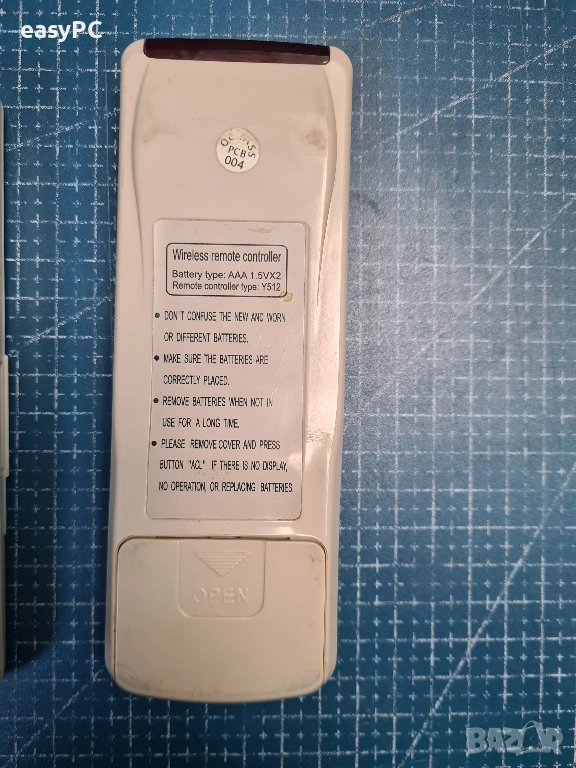 easyPC
QC PASS
PCB
004
Wireless remote controller
Battery type: AAA 1.5VX2
Remote controller type: Y512
• DON'T CONFUSE THE NEW AND WORN
OR DIFFERENT BATTERIES.
• MAKE SURE THE BATTERIES ARE
CORRECTLY PLACED.
• REMOVE BATTERIES WHEN NOT IN
USE FOR A LONG TIME.
• PLEASE REMOVE COVER AND PRESS
BUTTON "ACL" IF THERE IS NO DISPLAY,
NO OPERATION, OR REPLACING BATTERIES.
OPEN
BAZAR